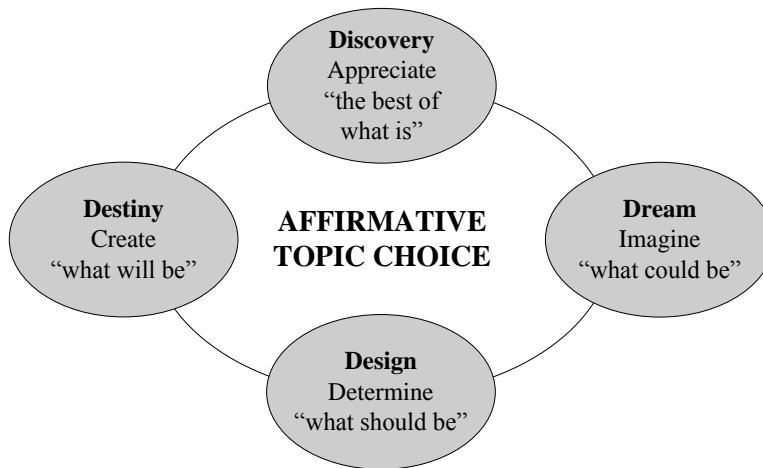 Discovery
Appreciate
“the best of
what is”
Destiny
Create
“what will be”
AFFIRMATIVE
TOPIC CHOICE
Dream
Imagine
“what could be”
Design
Determine
“what should be”